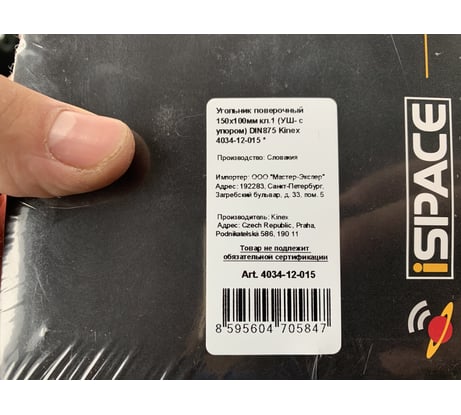 Угольник поверочный
150х100мм кл.1 (УШ- с
упором) DIN875 Kinex
4034-12-015 *
Производство: Словакия
Импортер: ООО "Мастер-Экслер"
Адрес: 192283, Санкт-Петербург,
Загребский бульвар, д. 33, пом. 5
Производитель: Kinex
Адрес: Czech Republic, Praha,
Podnikatelska 586, 190 11
Товар не подлежит
обязательной сертификации
Art. 4034-12-015
8 595604 705847
iSPACE